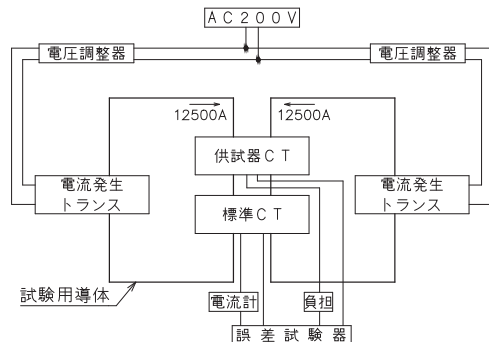 AC200V
電圧調整器
電圧調整器
12500A
12500A
供試器CT
電流発生
トランス
電流発生
トランス
標準CT
試験用導体
電流計
負担
誤差試験器